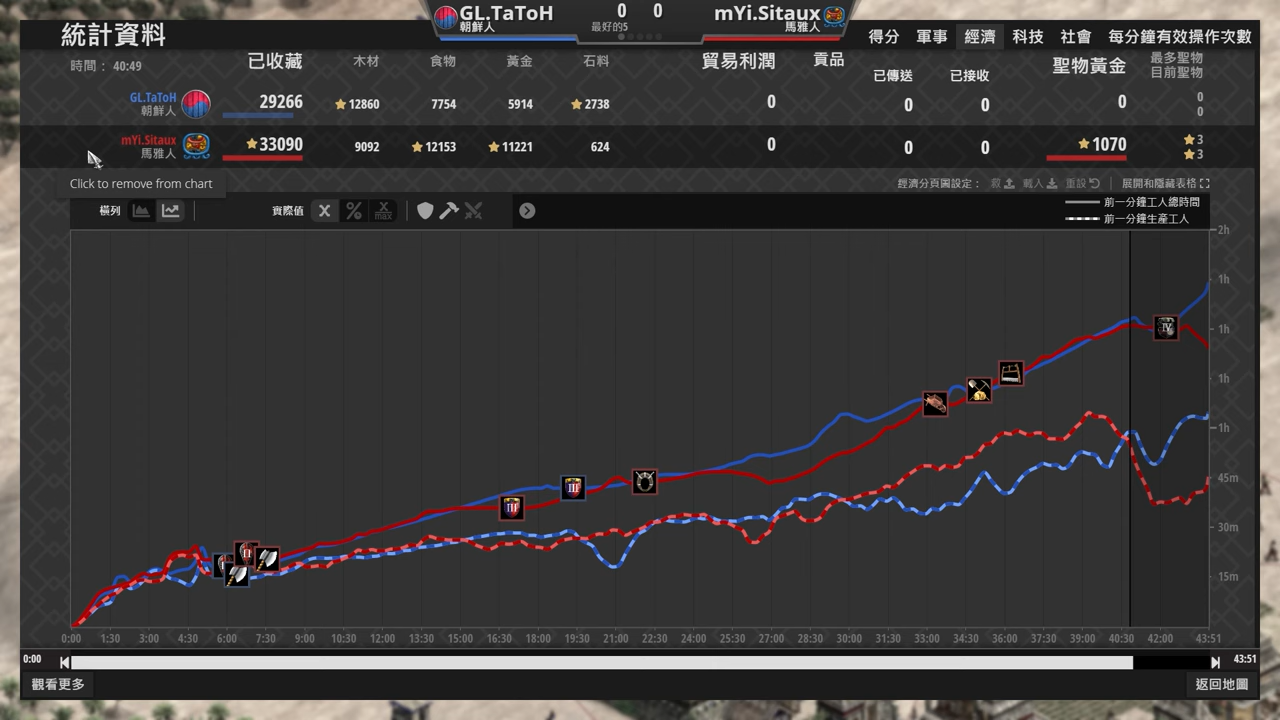 GL.TaToH
朝鮮人
0 0
最好的5
mYi.Sitaux
馬雅人
統計資料
得分 軍事 經濟 科技 社會 每分鐘有效操作次數
時間： 40:49
已收藏 木材 食物 黃金 石料 貿易利潤 貢品 已傳送 已接收 聖物黃金 最多聖物 目前聖物
GL.TaToH
朝鮮人
29266 12860 7754 5914 2738 0 0 0 0 0 0
mYi.Sitaux
馬雅人
33090 9092 12153 11221 624 0 0 0 1070 3 3
Click to remove from chart
經濟分頁圖設定： 載入 重設 展開和隱藏表格
橫列 實際值 X % X max
前一分鐘工人總時間
前一分鐘生產工人
2h
1h
1h
1h
1h
45m
30m
15m
III III IV
0:00 1:30 3:00 4:30 6:00 7:30 9:00 10:30 12:00 13:30 15:00 16:30 18:00 19:30 21:00 22:30 24:00 25:30 27:00 28:30 30:00 31:30 33:00 34:30 36:00 37:30 39:00 40:30 42:00 43:51
0:00 43:51
觀看更多 返回地圖